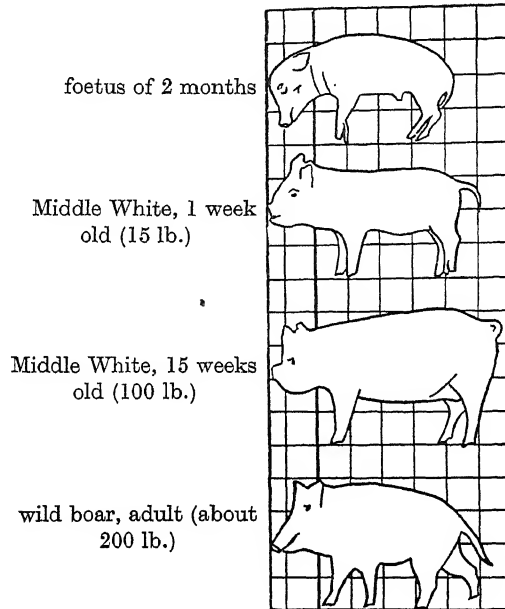 foetus of 2 months
Middle White, 1 week
old (15 lb.)
Middle White, 15 weeks
old (100 lb.)
wild boar, adult (about
200 lb.)